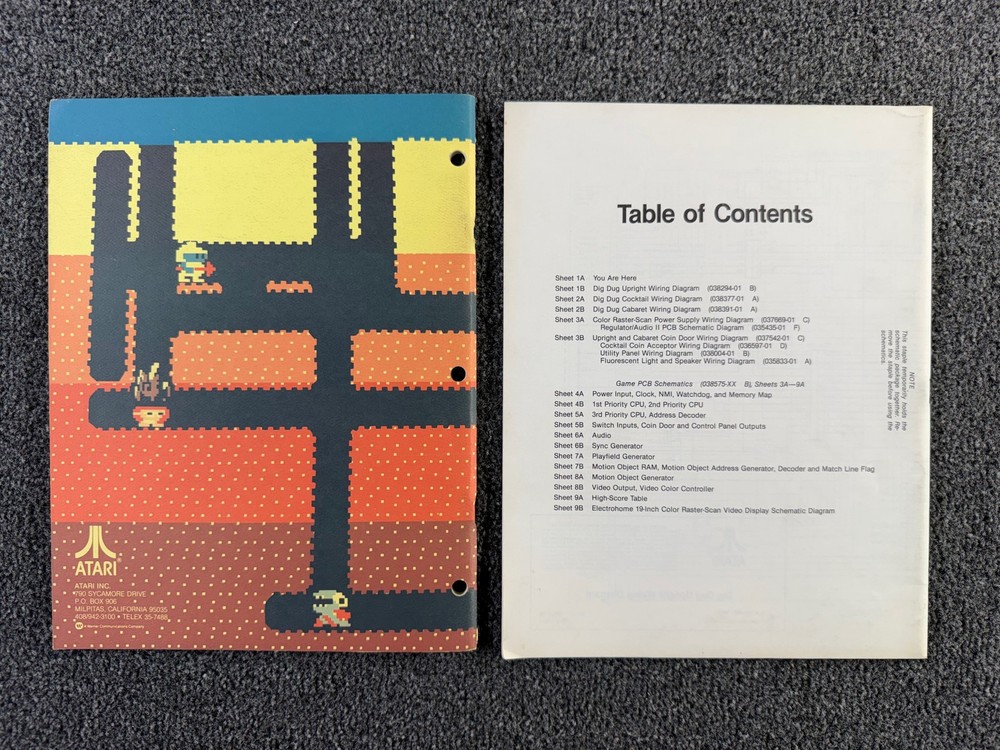 ATARI®
ATARI INC.
790 SYCAMORE DRIVE
P.O. BOX 906
MILPITAS, CALIFORNIA 95035
408/942-3100 • TELEX 35-7488
A Warner Communications Company
Table of Contents
Sheet 1A You Are Here
Sheet 1B Dig Dug Upright Wiring Diagram (038294-01 B)
Sheet 2A Dig Dug Cocktail Wiring Diagram (038377-01 A)
Sheet 2B Dig Dug Cabaret Wiring Diagram (038391-01 A)
Sheet 3A Color Raster-Scan Power Supply Wiring Diagram (037669-01 C)
Regulator/Audio II PCB Schematic Diagram (035435-01 F)
Sheet 3B Upright and Cabaret Coin Door Wiring Diagram (037542-01 C)
Cocktail Coin Acceptor Wiring Diagram (036597-01 D)
Utility Panel Wiring Diagram (038004-01 B)
Fluorescent Light and Speaker Wiring Diagram (035833-01 A)
Game PCB Schematics (038575-XX B), Sheets 3A—9A
Sheet 4A Power Input, Clock, NMI, Watchdog, and Memory Map
Sheet 4B 1st Priority CPU, 2nd Priority CPU
Sheet 5A 3rd Priority CPU, Address Decoder
Sheet 5B Switch Inputs, Coin Door and Control Panel Outputs
Sheet 6A Audio
Sheet 6B Sync Generator
Sheet 7A Playfield Generator
Sheet 7B Motion Object RAM, Motion Object Address Generator, Decoder and Match Line Flag
Sheet 8A Motion Object Generator
Sheet 8B Video Output, Video Color Controller
Sheet 9A High-Score Table
Sheet 9B Electrohome 19-Inch Color Raster-Scan Video Display Schematic Diagram
NOTE
This staple temporarily holds the
schematic package together. Re-
move the staple before using the
schematics.